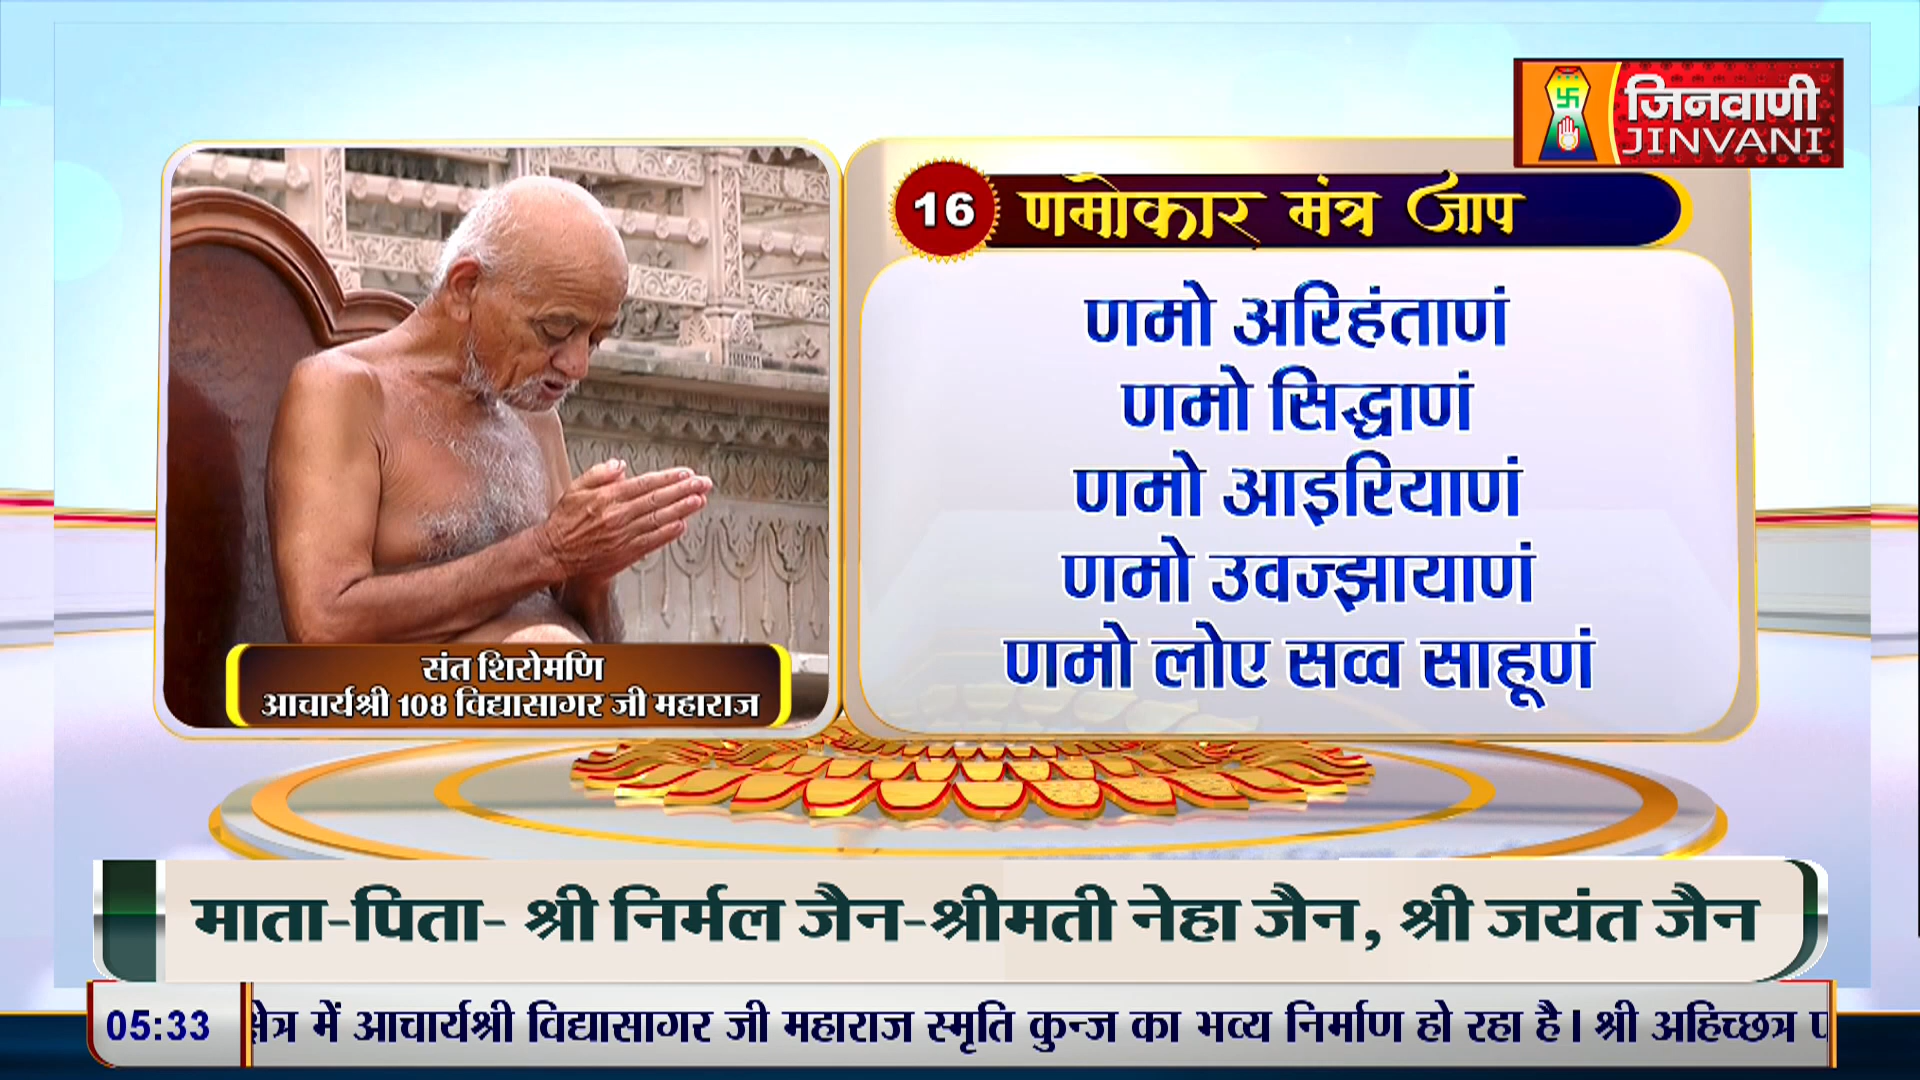 जिनवाणी
JINVANI
16 णमोकार मंत्र जाप
णमो अरिहंताणं
णमो सिद्धाणं
णमो आइरियाणं
णमो उवज्झायाणं
णमो लोए सव्व साहूणं
संत शिरोमणि
आचार्यश्री 108 विद्यासागर जी महाराज
माता-पिता- श्री निर्मल जैन-श्रीमती नेहा जैन, श्री जयंत जैन
05:33 में आचार्यश्री विद्यासागर जी महाराज स्मृति कुन्ज का भव्य निर्माण हो रहा है। श्री अहिच्छत्र